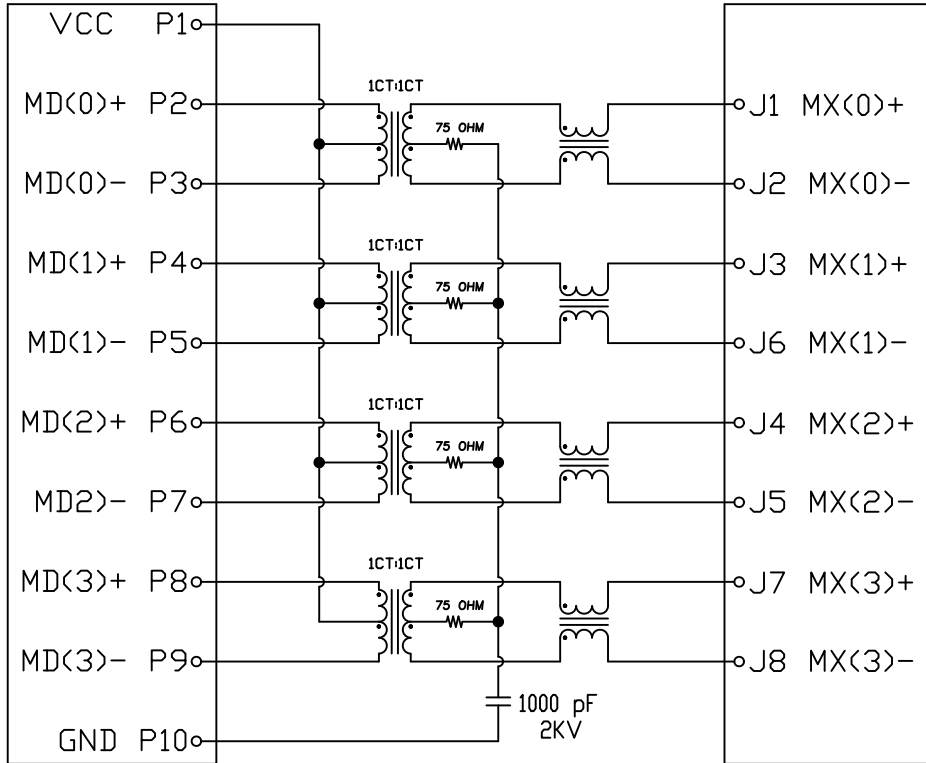 VCC P1
1CT:1CT
MD(0)+ P2
J1 MX(0)+
75 OHM
MD(0)- P3
J2 MX(0)-
1CT:1CT
MD(1)+ P4
J3 MX(1)+
75 OHM
MD(1)- P5
J6 MX(1)-
1CT:1CT
MD(2)+ P6
J4 MX(2)+
75 OHM
MD2)- P7
J5 MX(2)-
1CT:1CT
MD(3)+ P8
J7 MX(3)+
75 OHM
MD(3)- P9
J8 MX(3)-
1000 pF
2KV
GND P10